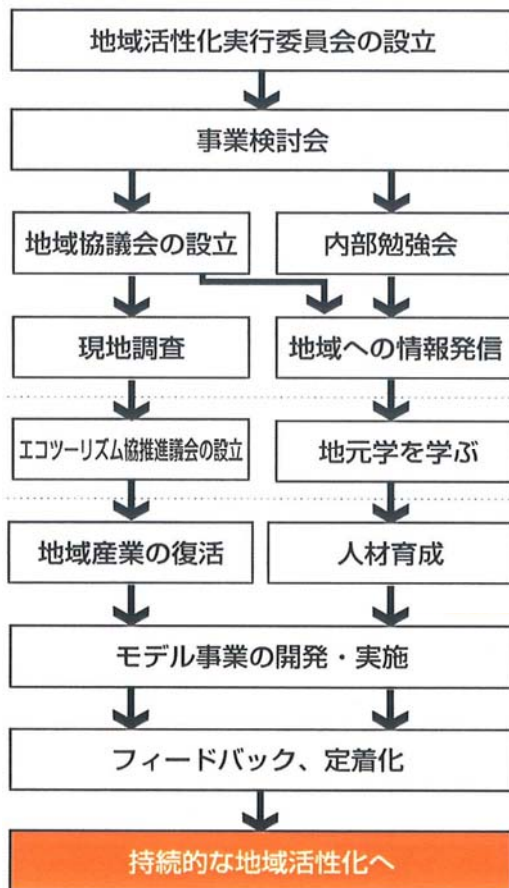 地域活性化実行委員会の設立
事業検討会
地域協議会の設立
内部勉強会
現地調査
地域への情報発信
エコツーリズム協推進議会の設立
地元学を学ぶ
地域産業の復活
人材育成
モデル事業の開発・実施
フィードバック、定着化
持続的な地域活性化へ